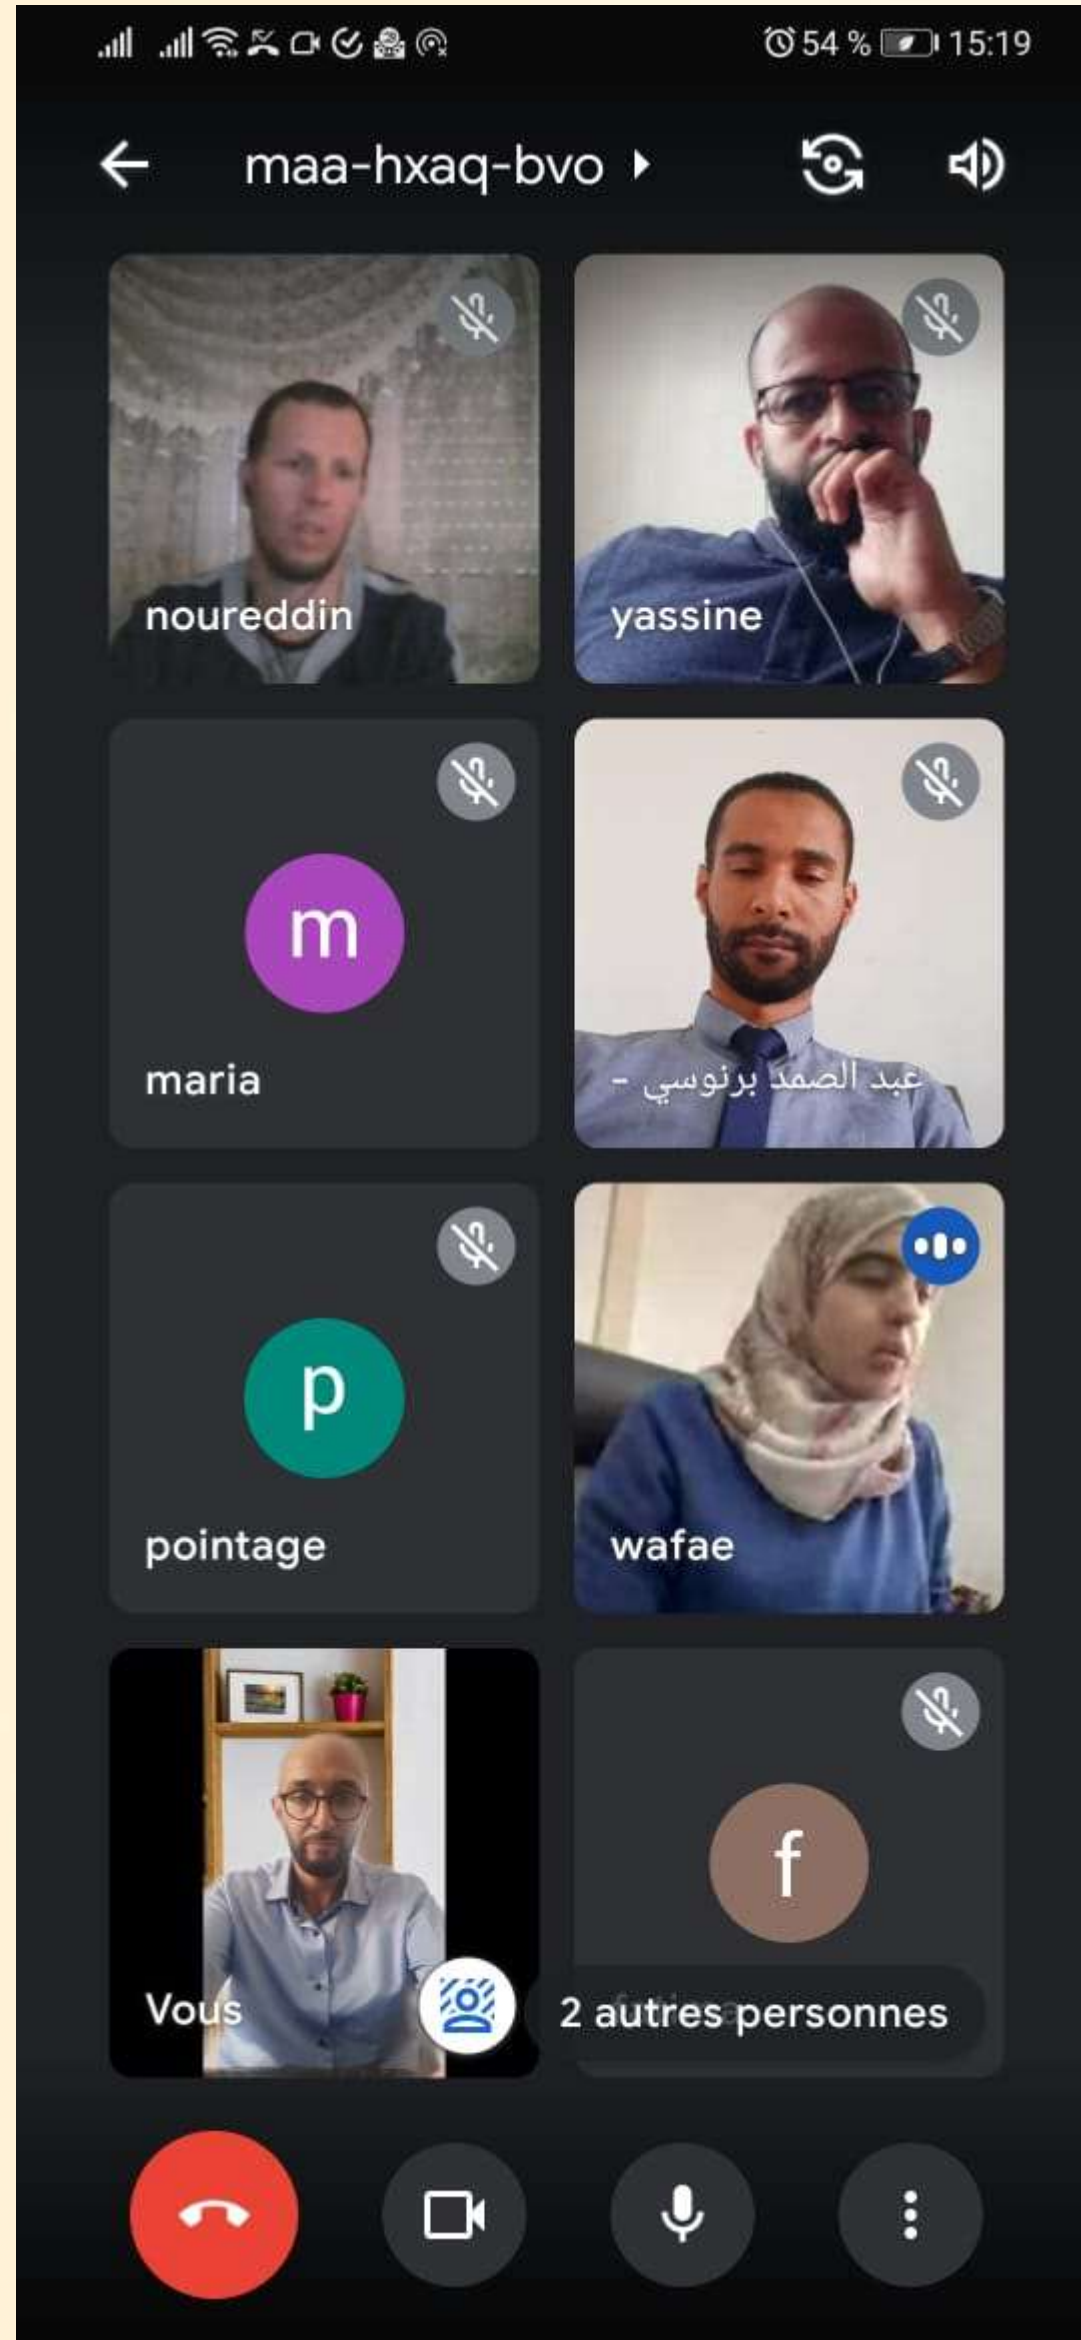 54 % 15:19
maa-hxaq-bvo
noureddin
yassine
m
maria
عبد الصمد برنوسي -
p
pointage
wafae
Vous
f
2 autres personnes